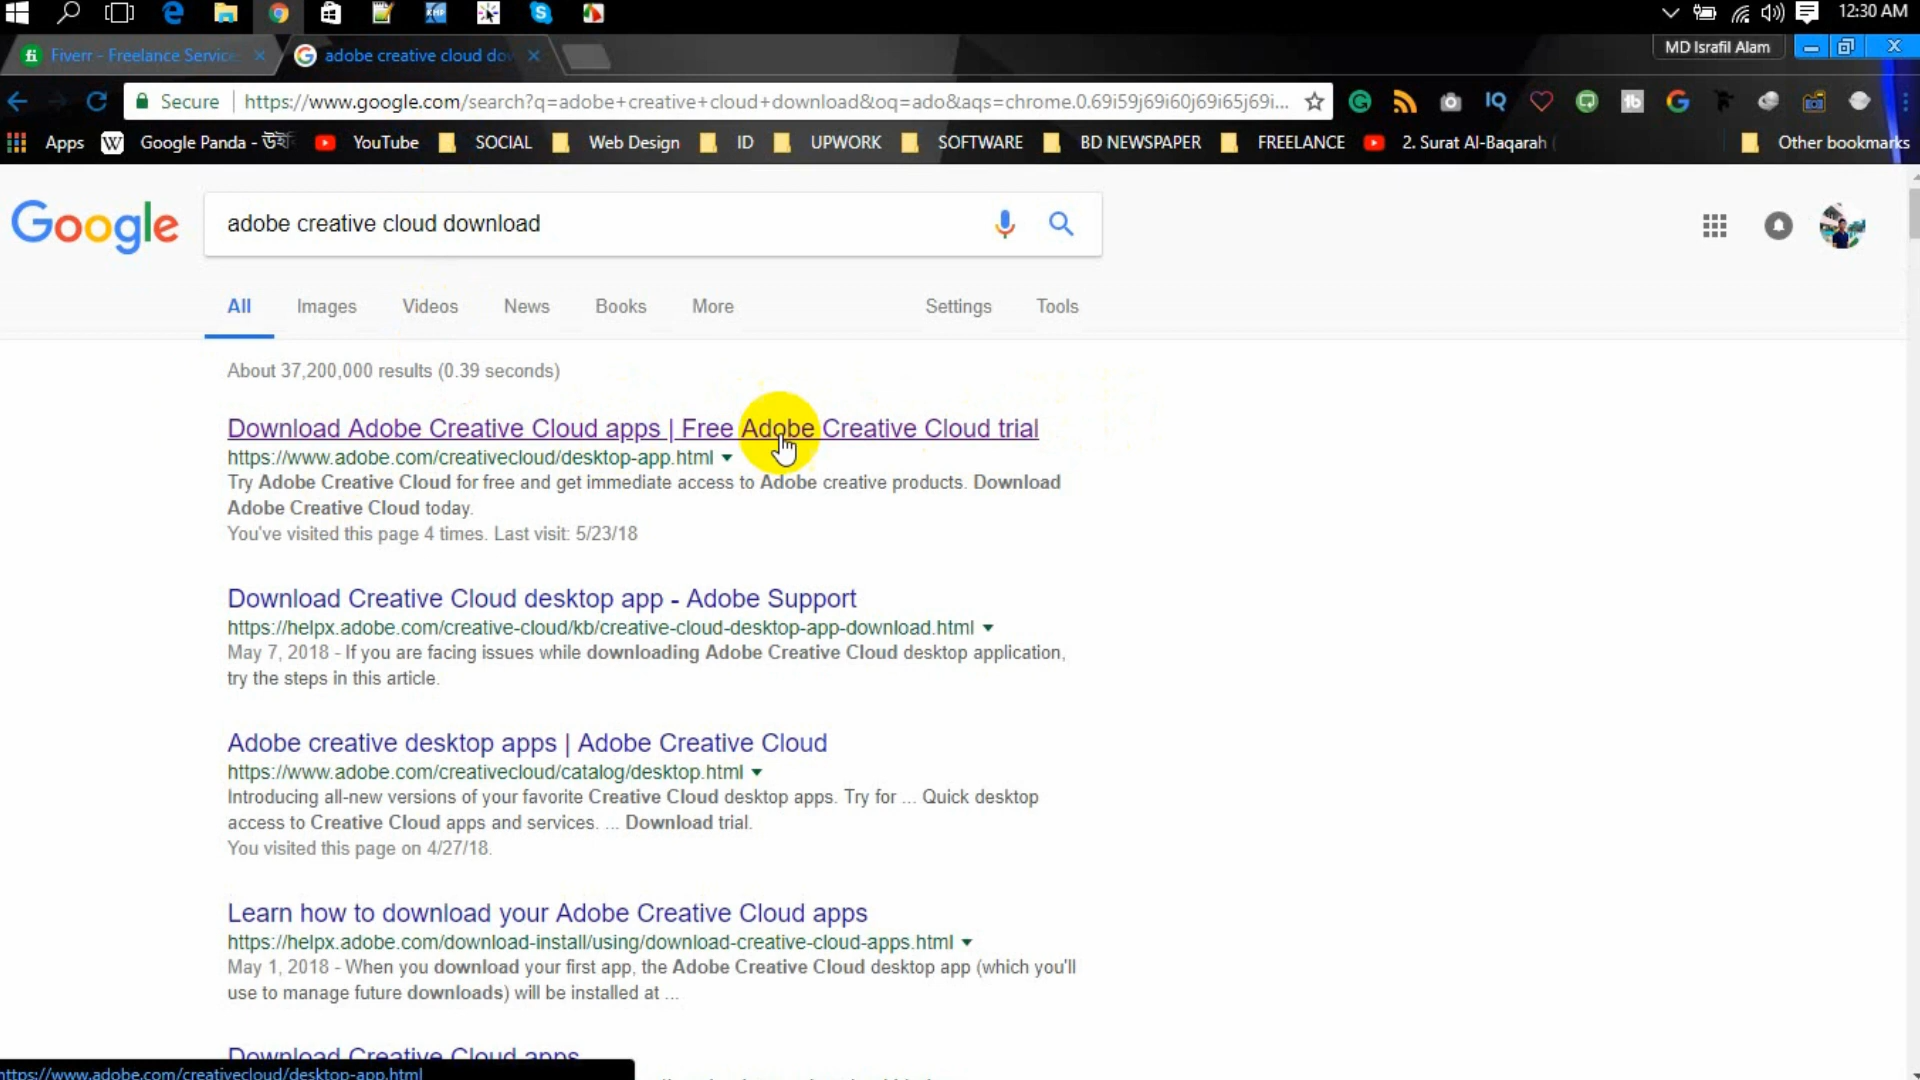 12:30 AM
Fiverr - Freelance Service
adobe creative cloud dow
MD Israfil Alam
Secure
https://www.google.com/search?q=adobe+creative+cloud+download&oq=ado&aqs=chrome.0.69i59j69i60j69i65j69i...
Apps
Google Panda - উই
YouTube
SOCIAL
Web Design
ID
UPWORK
SOFTWARE
BD NEWSPAPER
FREELANCE
2. Surat Al-Baqarah
Other bookmarks
Google
adobe creative cloud download
All
Images
Videos
News
Books
More
Settings
Tools
About 37,200,000 results (0.39 seconds)
Download Adobe Creative Cloud apps | Free Adobe Creative Cloud trial
https://www.adobe.com/creativecloud/desktop-app.html
Try Adobe Creative Cloud for free and get immediate access to Adobe creative products. Download
Adobe Creative Cloud today.
You've visited this page 4 times. Last visit: 5/23/18
Download Creative Cloud desktop app - Adobe Support
https://helpx.adobe.com/creative-cloud/kb/creative-cloud-desktop-app-download.html
May 7, 2018 - If you are facing issues while downloading Adobe Creative Cloud desktop application,
try the steps in this article.
Adobe creative desktop apps | Adobe Creative Cloud
https://www.adobe.com/creativecloud/catalog/desktop.html
Introducing all-new versions of your favorite Creative Cloud desktop apps. Try for ... Quick desktop
access to Creative Cloud apps and services. ... Download trial.
You visited this page on 4/27/18.
Learn how to download your Adobe Creative Cloud apps
https://helpx.adobe.com/download-install/using/download-creative-cloud-apps.html
May 1, 2018 - When you download your first app, the Adobe Creative Cloud desktop app (which you'll
use to manage future downloads) will be installed at ...
Download Creative Cloud apps
https://www.adobe.com/creativecloud/desktop-app.html